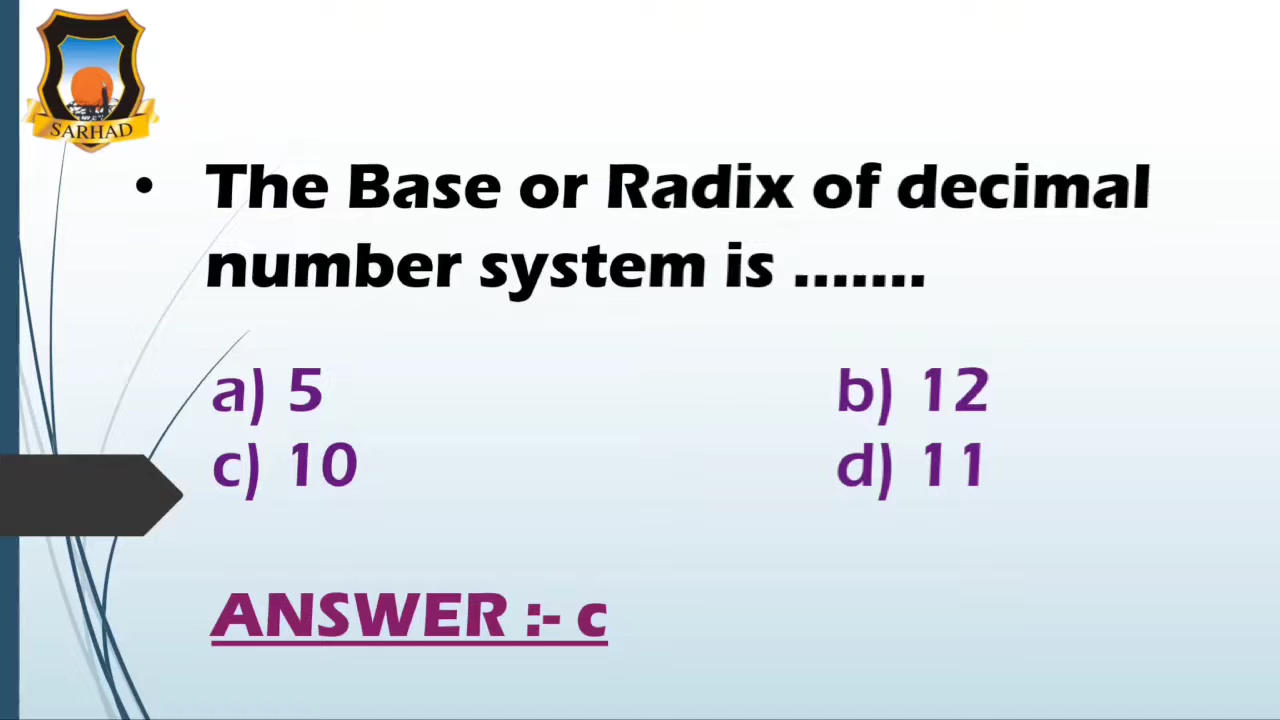 SARHAD
• The Base or Radix of decimal
number system is .......
a) 5 b) 12
c) 10 d) 11
ANSWER :- c